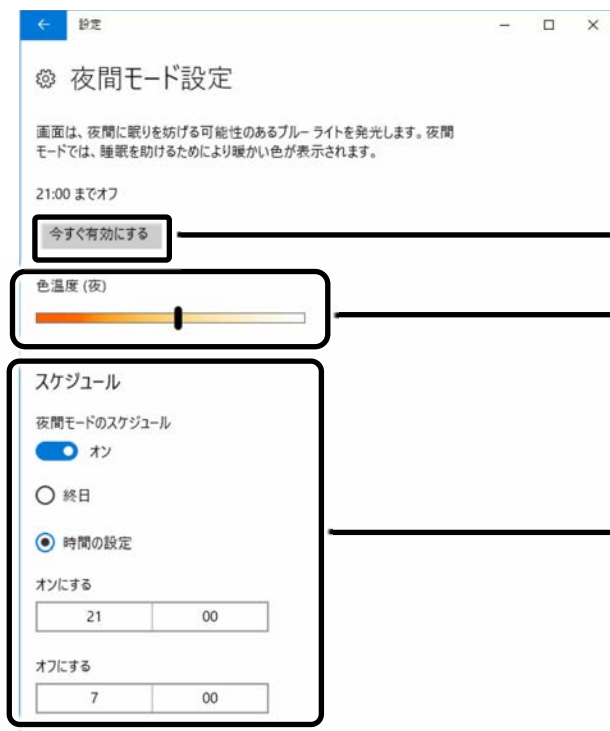 設定
夜間モード設定
画面は、夜間に眠りを妨げる可能性のあるブルー ライトを発光します。夜間
モードでは、睡眠を助けるためにより暖かい色が表示されます。
21:00 までオフ
今すぐ有効にする
色温度 (夜)
スケジュール
夜間モードのスケジュール
オン
終日
時間の設定
オンにする
21 00
オフにする
7 00